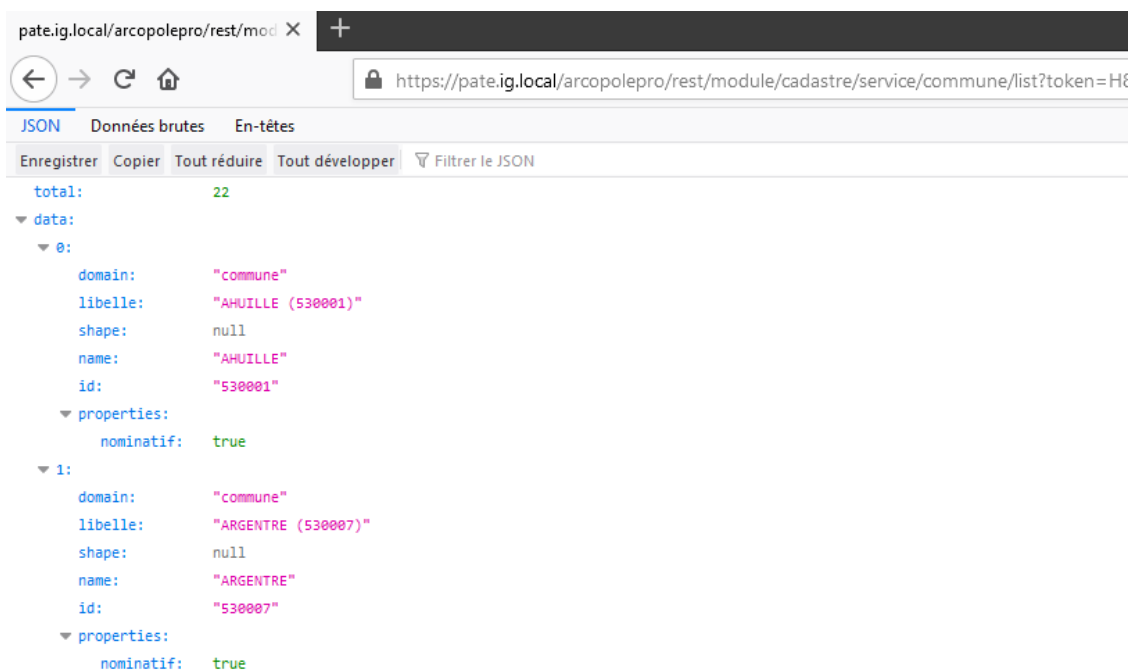 pate.ig.local/arcopolepro/rest/mod
https://pate.ig.local/arcopolepro/rest/module/cadastre/service/commune/list?token=H8
JSON Données brutes En-têtes
Enregistrer Copier Tout réduire Tout développer Filtrer le JSON
total: 22
data:
0:
domain: "commune"
libelle: "AHUILLE (530001)"
shape: null
name: "AHUILLE"
id: "530001"
properties:
nominatif: true
1:
domain: "commune"
libelle: "ARGENTRE (530007)"
shape: null
name: "ARGENTRE"
id: "530007"
properties:
nominatif: true